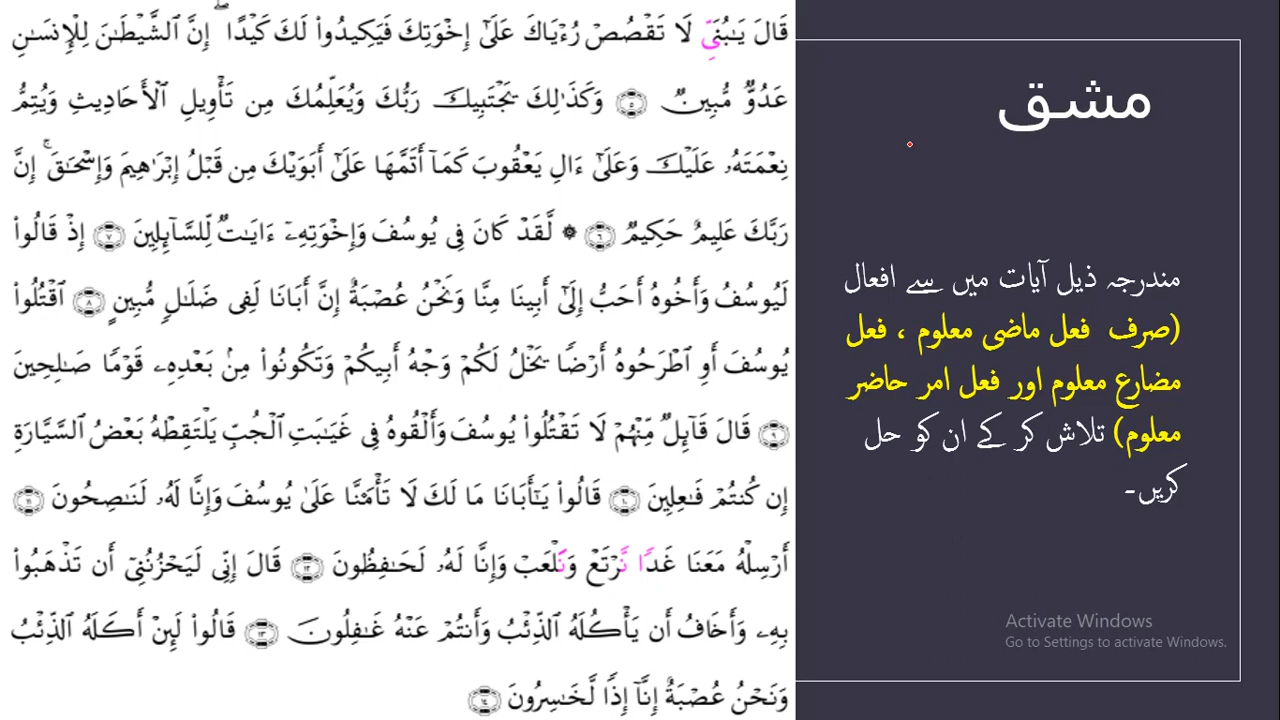 مشق
مندرجہ ذیل آیات میں سے افعال
(صرف فعل ماضی معلوم ، فعل
مضارع معلوم اور فعل امر حاضر
معلوم) تلاش کر کے ان کو حل
کریں۔
قَالَ يَـٰبُنَىِّ لَا تَقْصُصْ رُءْيَاكَ عَلَىٰٓ إِخْوَتِكَ فَيَكِيدُوا۟ لَكَ كَيْدًا ۖ إِنَّ ٱلشَّيْطَـٰنَ لِلْإِنسَـٰنِ
عَدُوٌّ مُّبِينٌ ۝٥ وَكَذَٰلِكَ يَجْتَبِيكَ رَبُّكَ وَيُعَلِّمُكَ مِن تَأْوِيلِ ٱلْأَحَادِيثِ وَيُتِمُّ
نِعْمَتَهُۥ عَلَيْكَ وَعَلَىٰٓ ءَالِ يَعْقُوبَ كَمَآ أَتَمَّهَا عَلَىٰٓ أَبَوَيْكَ مِن قَبْلُ إِبْرَٰهِيمَ وَإِسْحَـٰقَ ۚ إِنَّ
رَبَّكَ عَلِيمٌ حَكِيمٌ ۝٦ ۞ لَّقَدْ كَانَ فِى يُوسُفَ وَإِخْوَتِهِۦٓ ءَايَـٰتٌ لِّلسَّآئِلِينَ ۝٧ إِذْ قَالُوا۟
لَيُوسُفُ وَأَخُوهُ أَحَبُّ إِلَىٰٓ أَبِينَا مِنَّا وَنَحْنُ عُصْبَةٌ إِنَّ أَبَانَا لَفِى ضَلَـٰلٍ مُّبِينٍ ۝٨ ٱقْتُلُوا۟
يُوسُفَ أَوِ ٱطْرَحُوهُ أَرْضًا يَخْلُ لَكُمْ وَجْهُ أَبِيكُمْ وَتَكُونُوا۟ مِنۢ بَعْدِهِۦ قَوْمًا صَـٰلِحِينَ
۝٩ قَالَ قَآئِلٌ مِّنْهُمْ لَا تَقْتُلُوا۟ يُوسُفَ وَأَلْقُوهُ فِى غَيَـٰبَتِ ٱلْجُبِّ يَلْتَقِطْهُ بَعْضُ ٱلسَّيَّارَةِ
إِن كُنتُمْ فَـٰعِلِينَ ۝١٠ قَالُوا۟ يَـٰٓأَبَانَا مَا لَكَ لَا تَأْمَ۫نَّا عَلَىٰ يُوسُفَ وَإِنَّا لَهُۥ لَنَـٰصِحُونَ ۝١١
أَرْسِلْهُ مَعَنَا غَدًا نَّرْتَعْ وَنَلْعَبْ وَإِنَّا لَهُۥ لَحَـٰفِظُونَ ۝١٢ قَالَ إِنِّى لَيَحْزُنُنِىٓ أَن تَذْهَبُوا۟
بِهِۦ وَأَخَافُ أَن يَأْكُلَهُ ٱلذِّئْبُ وَأَنتُمْ عَنْهُ غَـٰفِلُونَ ۝١٣ قَالُوا۟ لَئِنْ أَكَلَهُ ٱلذِّئْبُ
وَنَحْنُ عُصْبَةٌ إِنَّآ إِذًا لَّخَـٰسِرُونَ ۝١٤
Activate Windows
Go to Settings to activate Windows.